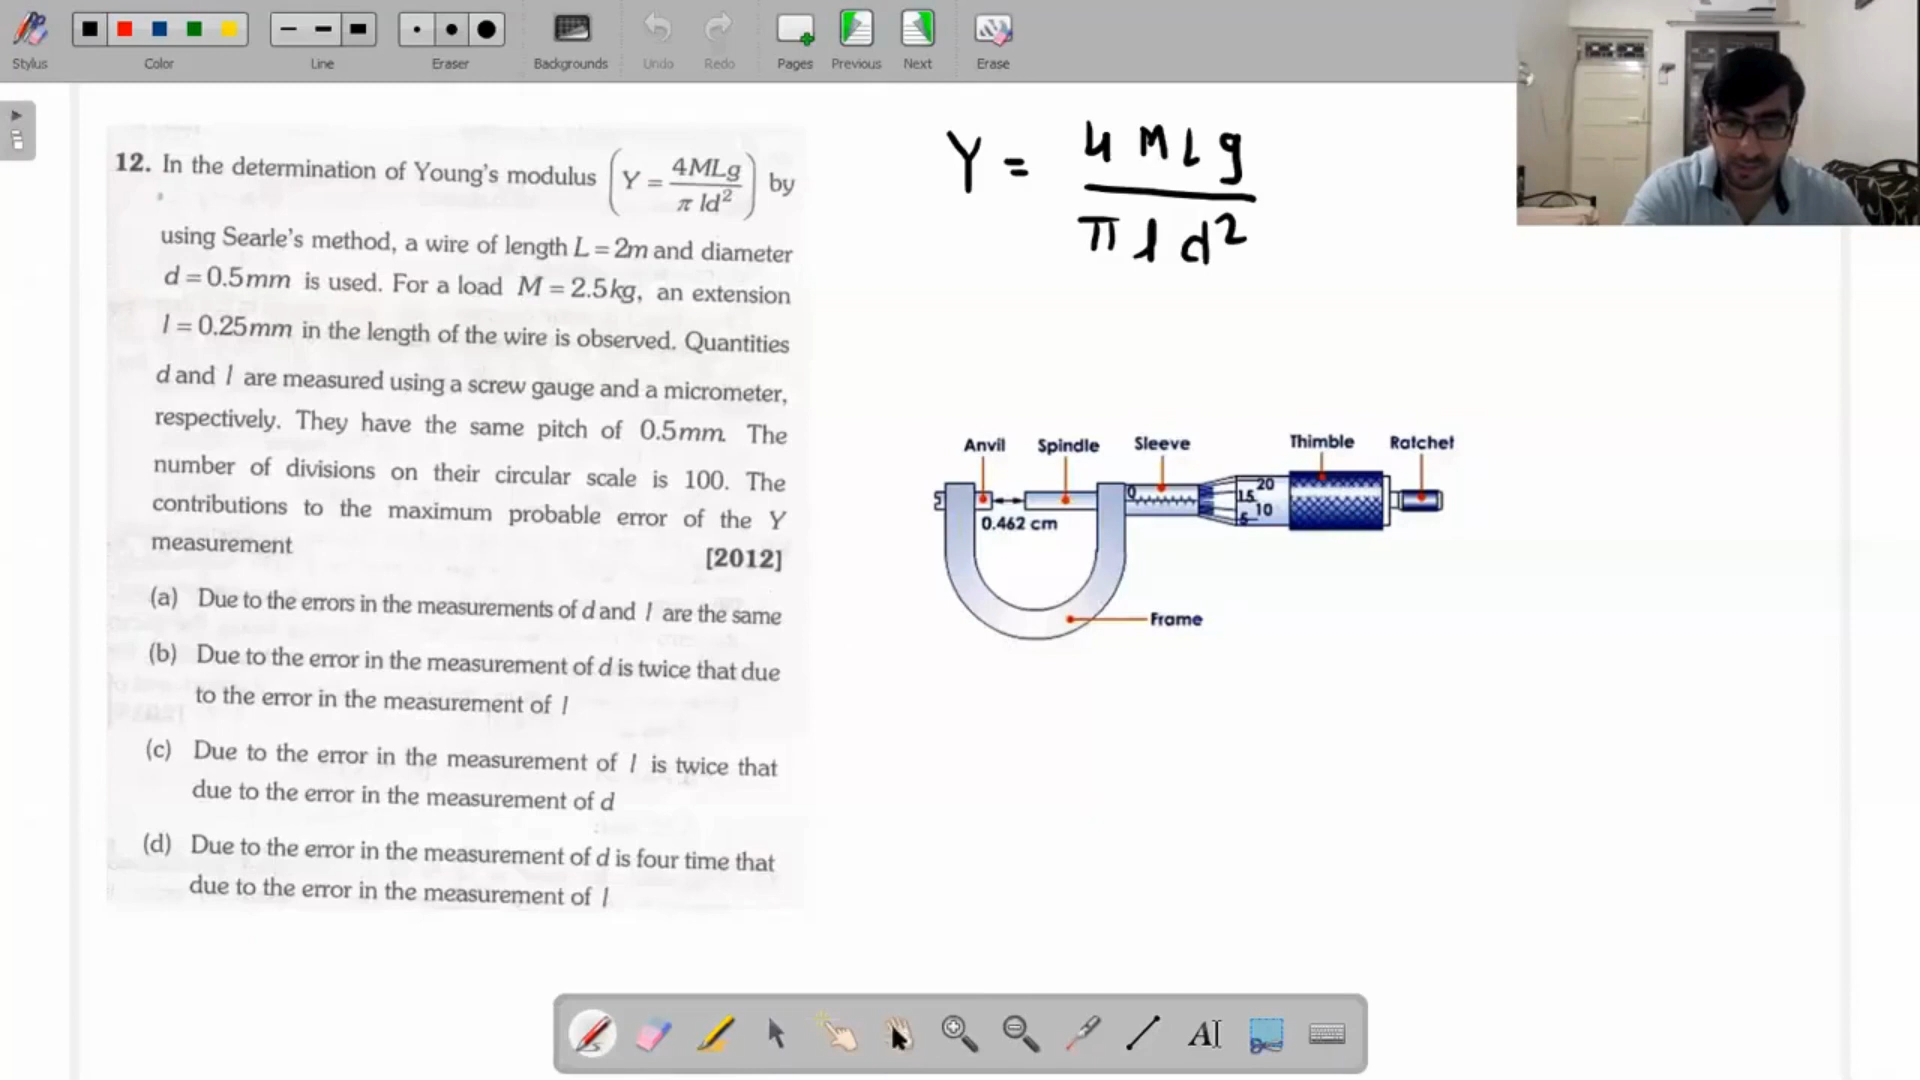 Stylus
Color
Line
Eraser
Backgrounds
Undo
Redo
Pages
Previous
Next
Erase
12. In the determination of Young's modulus (Y = 4MLg / π ld²) by
using Searle's method, a wire of length L = 2m and diameter
d = 0.5mm is used. For a load M = 2.5kg, an extension
l = 0.25mm in the length of the wire is observed. Quantities
d and l are measured using a screw gauge and a micrometer,
respectively. They have the same pitch of 0.5mm. The
number of divisions on their circular scale is 100. The
contributions to the maximum probable error of the Y
measurement [2012]
(a) Due to the errors in the measurements of d and l are the same
(b) Due to the error in the measurement of d is twice that due
to the error in the measurement of l
(c) Due to the error in the measurement of l is twice that
due to the error in the measurement of d
(d) Due to the error in the measurement of d is four time that
due to the error in the measurement of l
Y = 4MLg / π l d²
Anvil Spindle Sleeve Thimble Ratchet
0 15 20
5 10
0.462 cm
Frame
AI